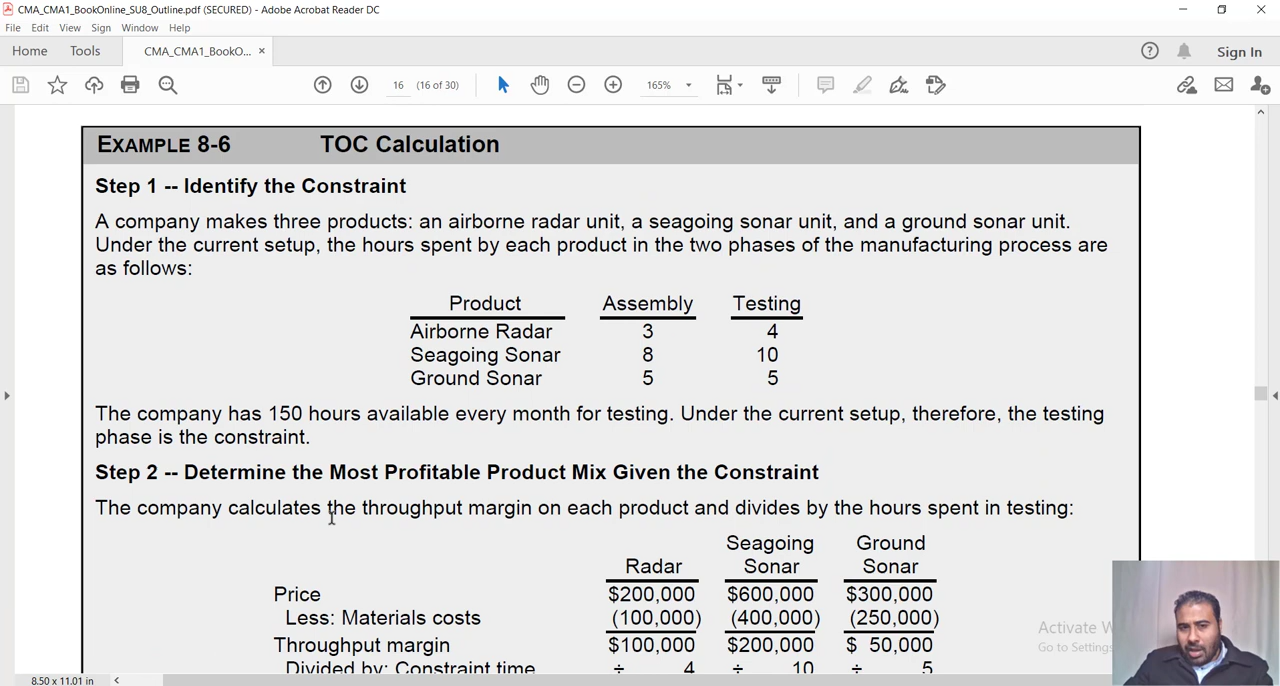 CMA_CMA1_BookOnline_SU8_Outline.pdf (SECURED) - Adobe Acrobat Reader DC
File Edit View Sign Window Help
Home Tools CMA_CMA1_BookO... × Sign In
16 (16 of 30) 165%
EXAMPLE 8-6 TOC Calculation
Step 1 -- Identify the Constraint
A company makes three products: an airborne radar unit, a seagoing sonar unit, and a ground sonar unit.
Under the current setup, the hours spent by each product in the two phases of the manufacturing process are
as follows:
Product Assembly Testing
Airborne Radar 3 4
Seagoing Sonar 8 10
Ground Sonar 5 5
The company has 150 hours available every month for testing. Under the current setup, therefore, the testing
phase is the constraint.
Step 2 -- Determine the Most Profitable Product Mix Given the Constraint
The company calculates the throughput margin on each product and divides by the hours spent in testing:
Seagoing Ground
Radar Sonar Sonar
Price $200,000 $600,000 $300,000
Less: Materials costs (100,000) (400,000) (250,000)
Throughput margin $100,000 $200,000 $ 50,000
Divided by: Constraint time ÷ 4 ÷ 10 ÷ 5
Activate W
Go to Settings
8.50 x 11.01 in